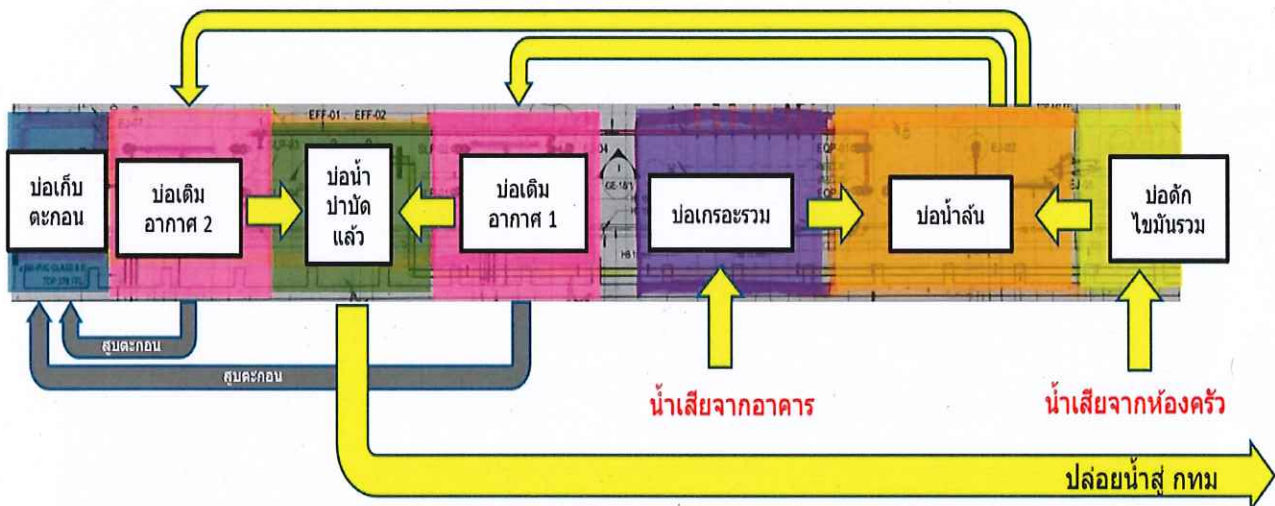 EFF-01 . EFF-02
บ่อเก็บ
ตะกอน
บ่อเติม
อากาศ 2
บ่อน้ำ
บำบัด
แล้ว
บ่อเติม
อากาศ 1
บ่อเกรอะรวม
บ่อน้ำล้น
บ่อดัก
ไขมันรวม
สูบตะกอน
สูบตะกอน
น้ำเสียจากอาคาร
น้ำเสียจากห้องครัว
ปล่อยน้ำสู่ กทม